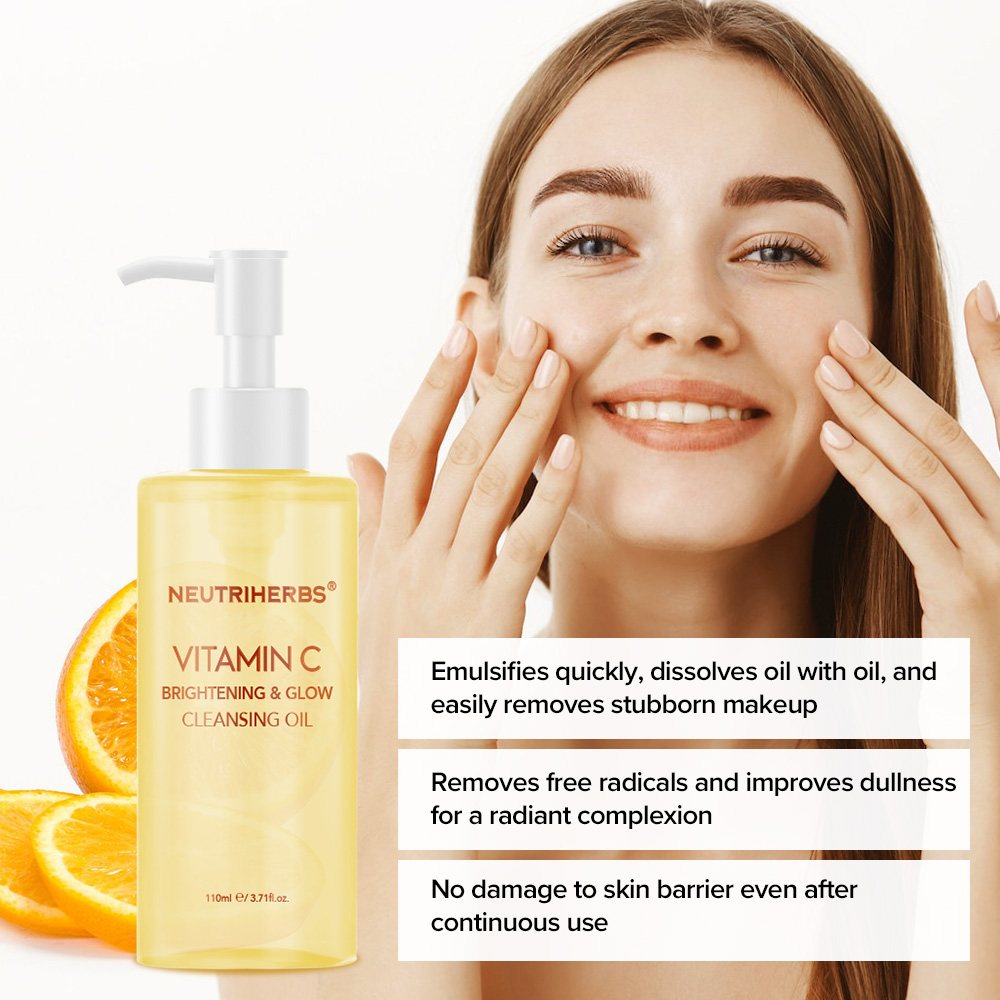 NEUTRIHERBS®
VITAMIN C
BRIGHTENING & GLOW
CLEANSING OIL
110ml ℮/ 3.71fl.oz.
Emulsifies quickly, dissolves oil with oil, and
easily removes stubborn makeup
Removes free radicals and improves dullness
for a radiant complexion
No damage to skin barrier even after
continuous use